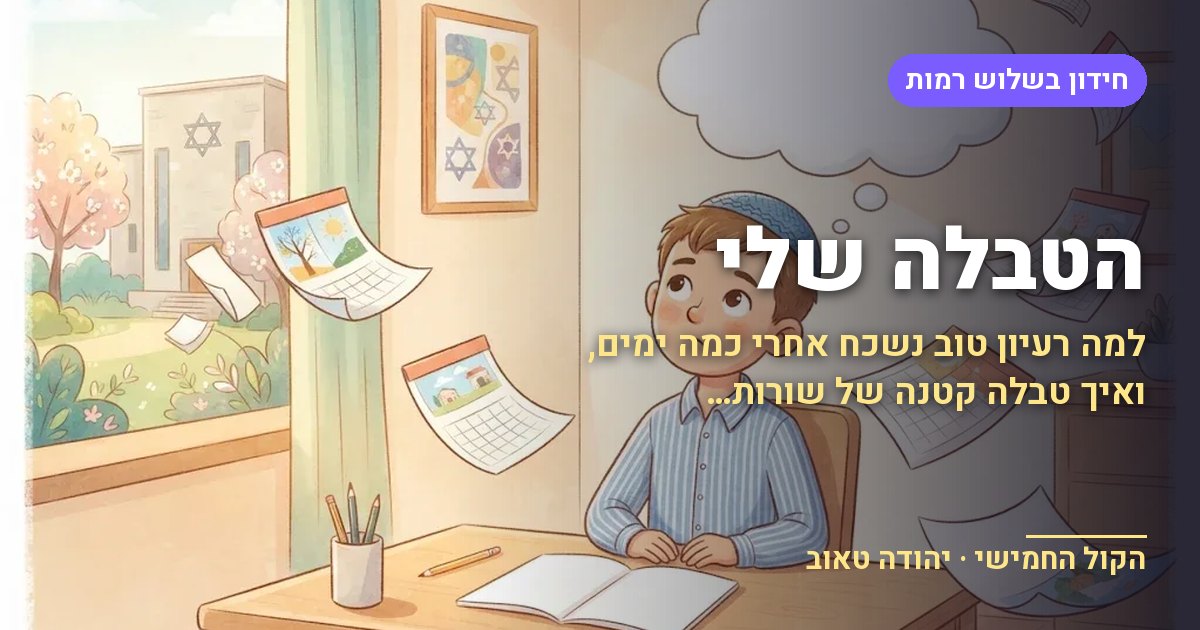 חידון בשלוש רמות
הטבלה שלי
למה רעיון טוב נשכח אחרי כמה ימים,
ואיך טבלה קטנה של שורות...
הקול החמישי · יהודה טאוב